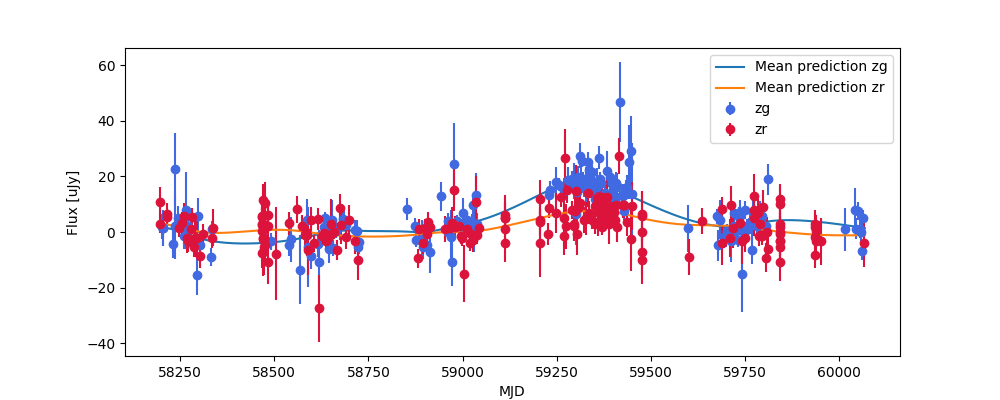 60
40
20
0
−20
−40
Flux [uJy]
58250
58500
58750
59000
59250
59500
59750
60000
MJD
Mean prediction zg
Mean prediction zr
zg
zr